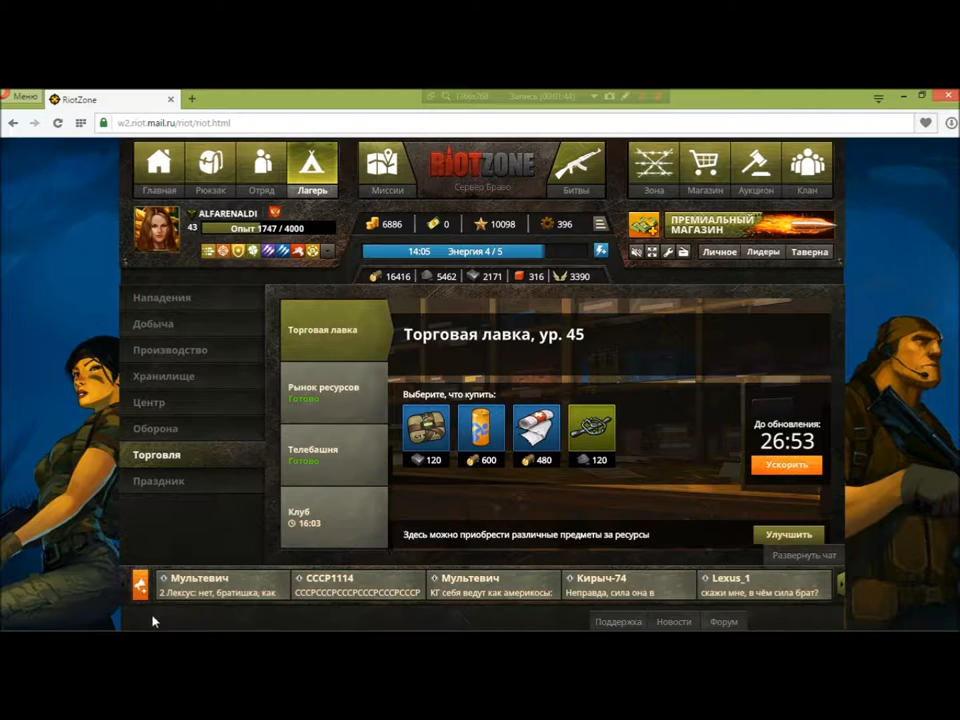 Меню
RiotZone
1366x768 Запись [00:01:44]
w2.riot.mail.ru/riot/riot.html
Главная Рюкзак Отряд Лагерь Миссии RIOTZONE Сервер Браво Битвы Зона Магазин Аукцион Клан
ALFARENALDI
43 Опыт 1747 / 4000
6886 0 10098 396
ПРЕМИАЛЬНЫЙ
МАГАЗИН
14:05 Энергия 4 / 5
Личное Лидеры Таверна
16416 5462 2171 316 3390
Нападения
Добыча
Производство
Хранилище
Центр
Оборона
Торговля
Праздник
Торговая лавка
Рынок ресурсов
Готово
Телебашня
Готово
Клуб
16:03
Торговая лавка, ур. 45
Выберите, что купить:
120 600 480 120
До обновления:
26:53
Ускорить
Здесь можно приобрести различные предметы за ресурсы
Улучшить
Развернуть чат
Мультевич СССР1114 Мультевич Кирыч-74 Lexus_1
2 Лексус: нет, братишка, как СССРСССРСССРСССРСССРСССР КГ себя ведут как америкосы: Неправда, сила она в скажи мне, в чём сила брат?
Поддержка Новости Форум